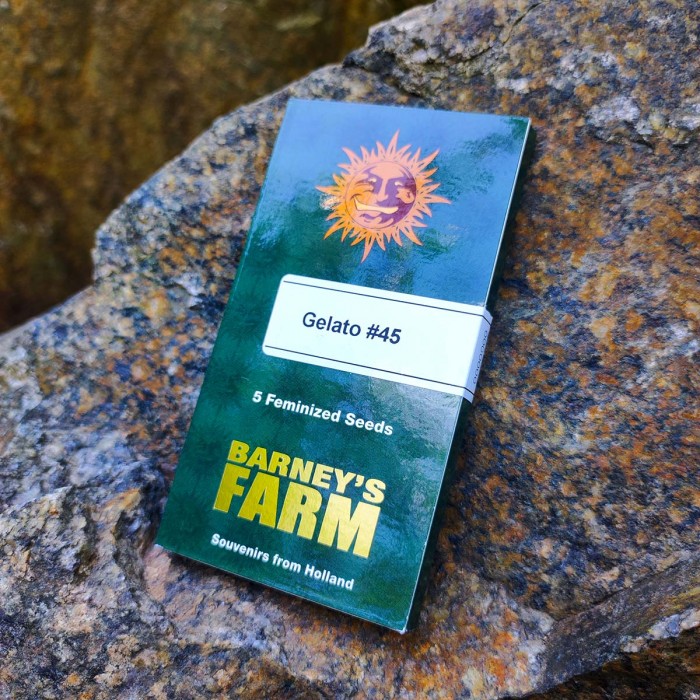 Gelato #45
5 Feminized Seeds
BARNEY'S
FARM
Souvenirs from Holland